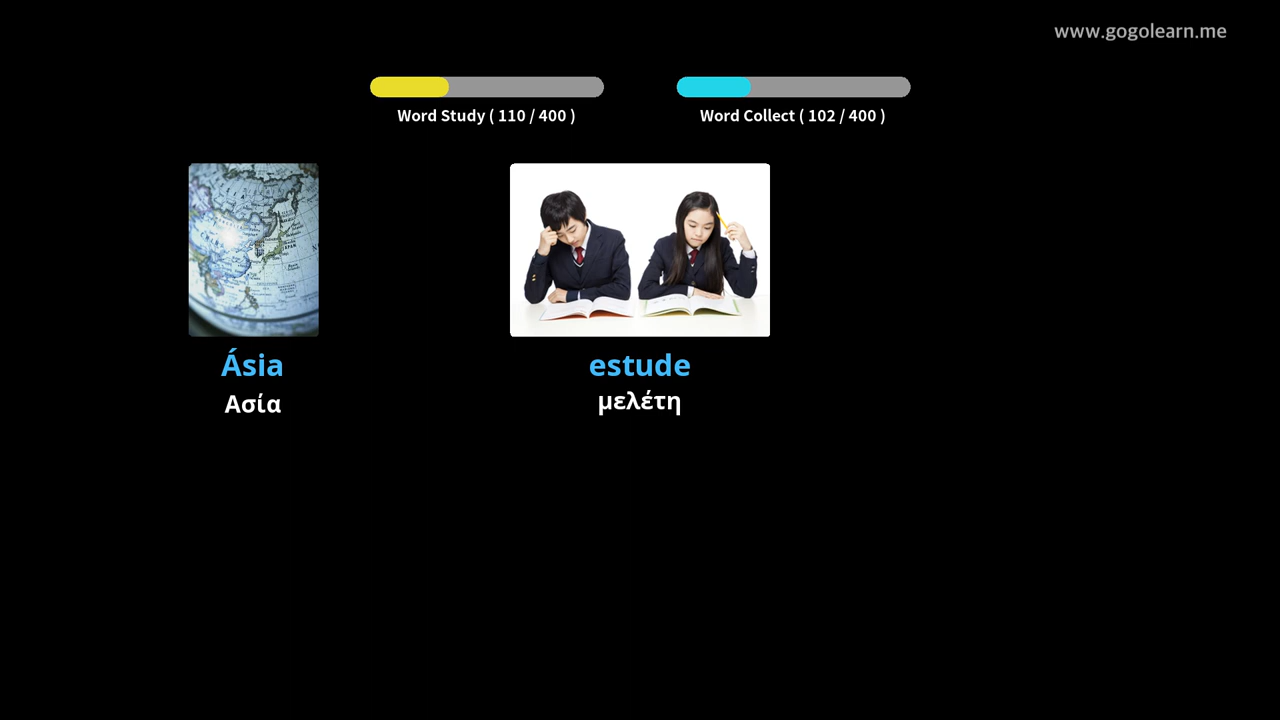 www.gogolearn.me
Word Study ( 110 / 400 )
Word Collect ( 102 / 400 )
Ásia
Ασία
estude
μελέτη